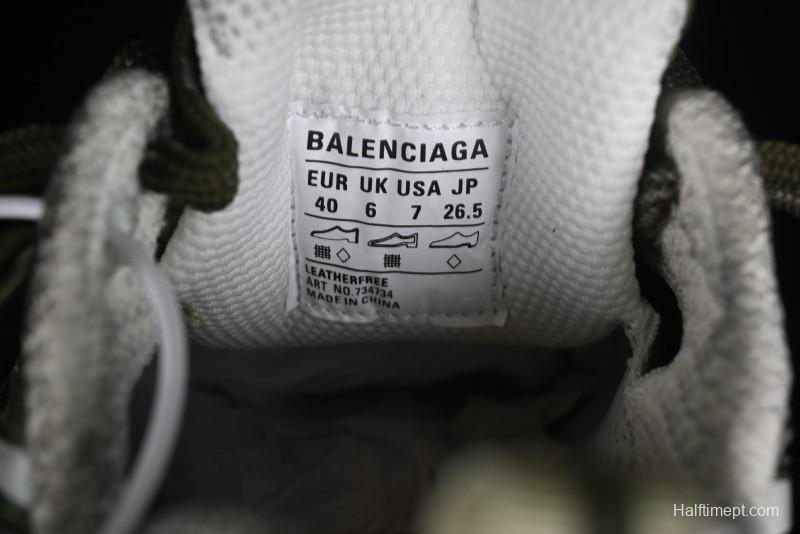 BALENCIAGA
EUR UK USA JP
40 6 7 26.5
LEATHERFREE
ART NO.734734
MADE IN CHINA
Halftimept.com